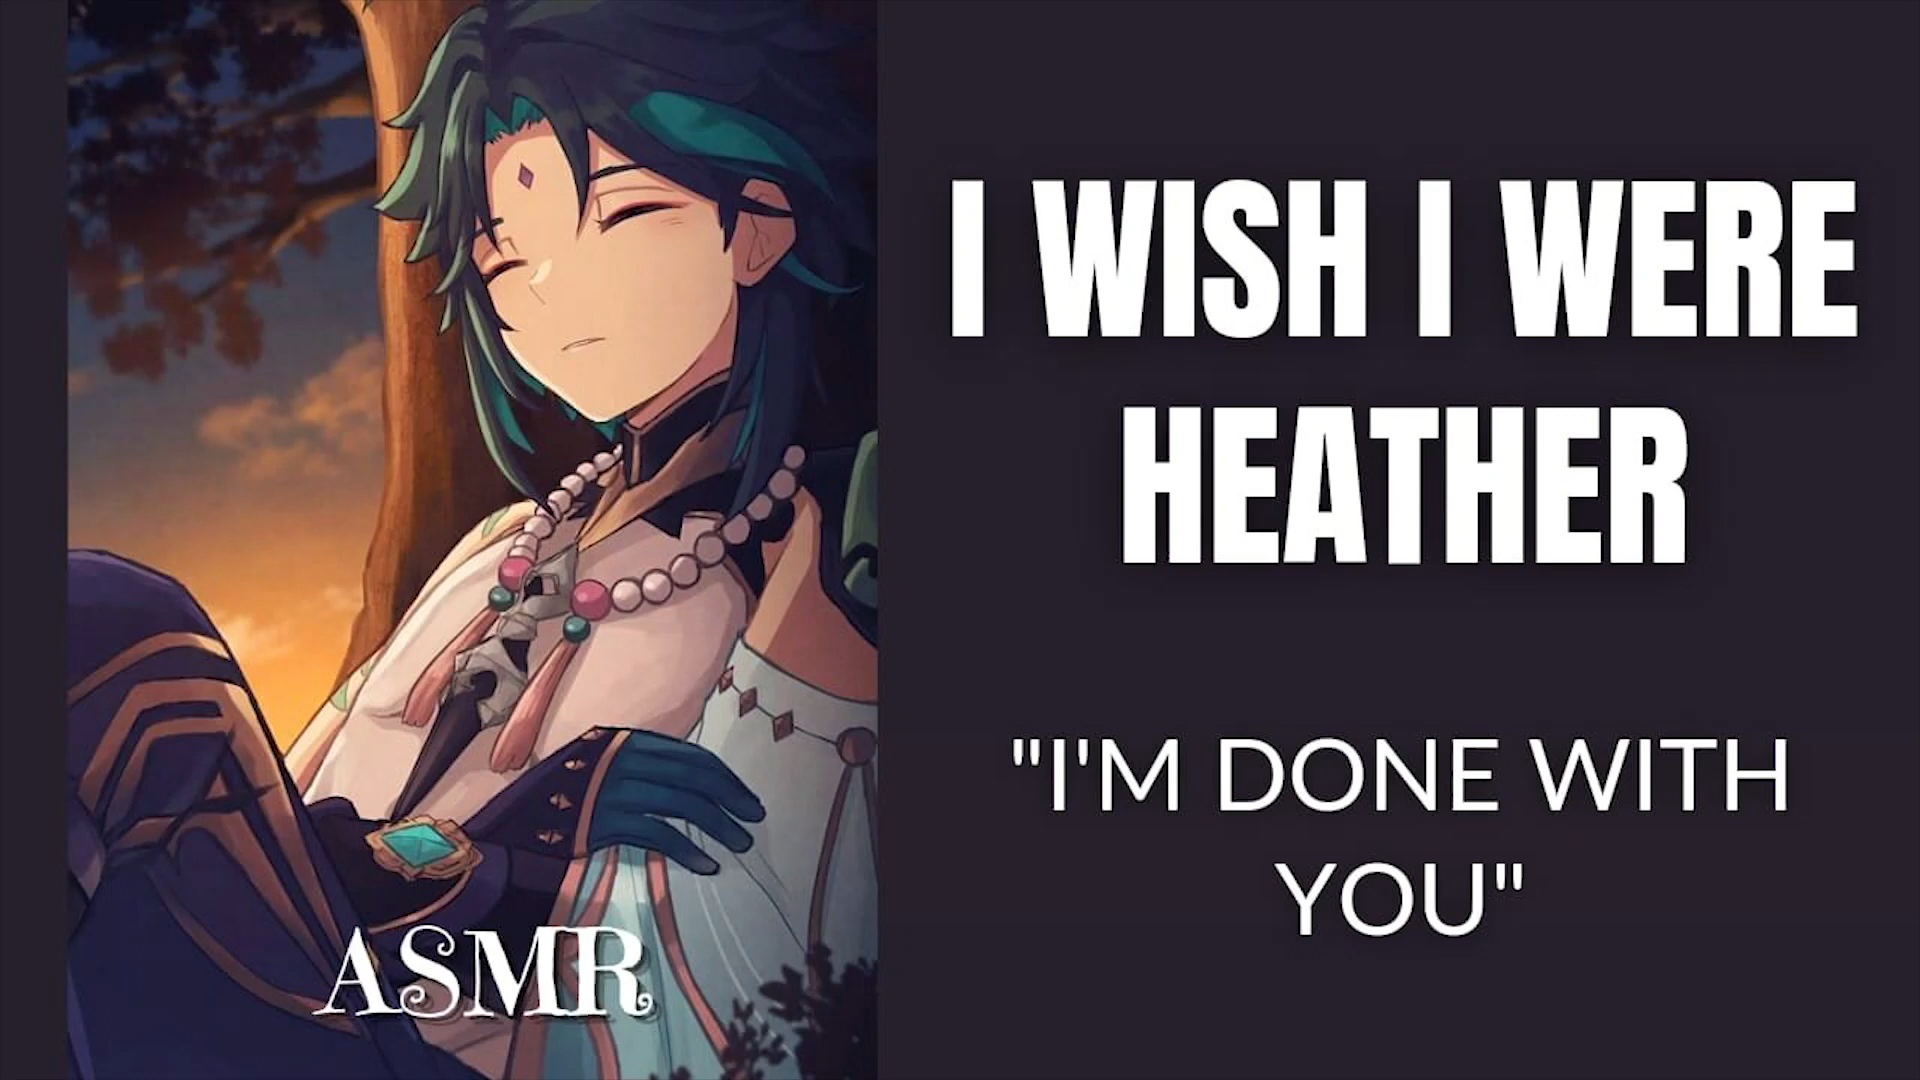 I WISH I WERE
HEATHER
"I'M DONE WITH
YOU"
ASMR